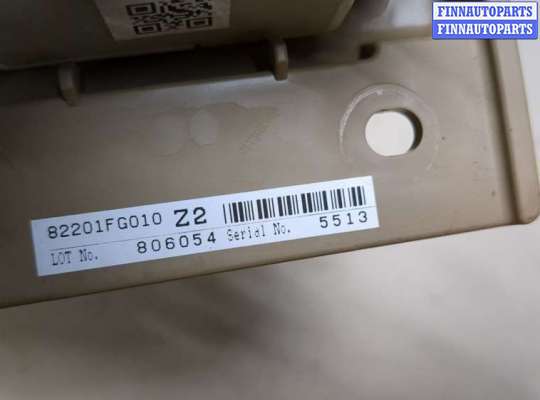 FINNAUTOPARTS
FINNAUTOPARTS
82201FG010 Z2
LOT No. 806054 Serial No. 5513